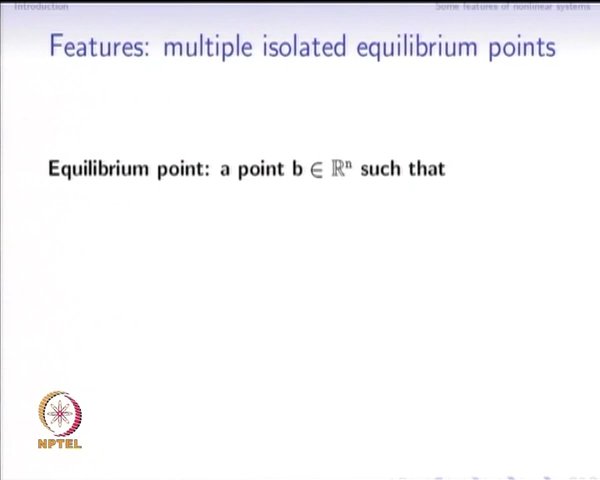 Introduction
Some features of nonlinear systems
Features: multiple isolated equilibrium points
Equilibrium point: a point b ∈ ℝⁿ such that
NPTEL